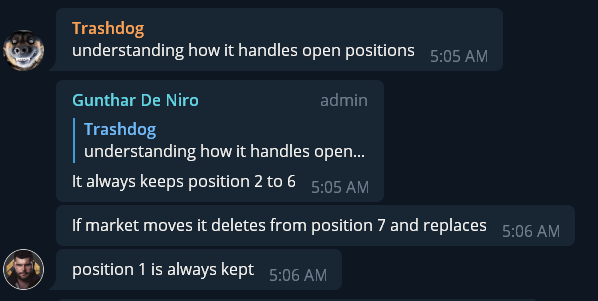 Trashdog
understanding how it handles open positions 5:05 AM
Gunthar De Niro admin
Trashdog
understanding how it handles open...
It always keeps position 2 to 6 5:05 AM
If market moves it deletes from position 7 and replaces 5:06 AM
position 1 is always kept 5:06 AM